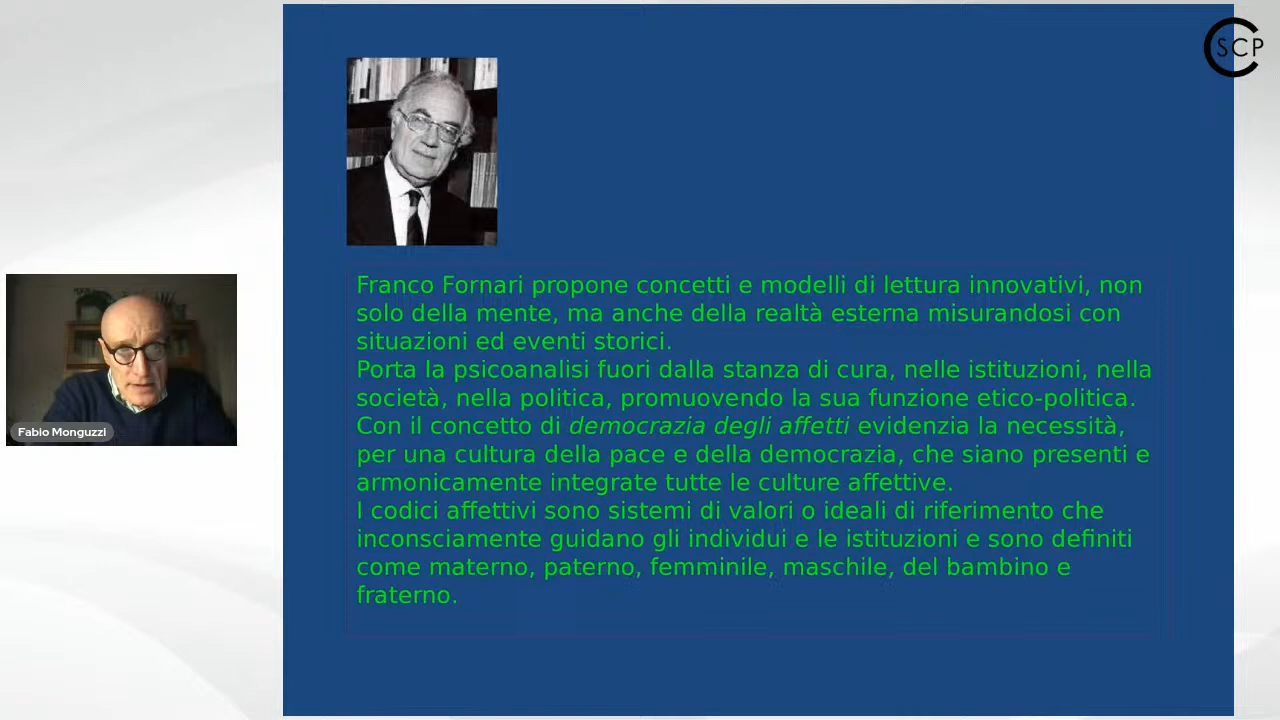 SCP
Franco Fornari propone concetti e modelli di lettura innovativi, non
solo della mente, ma anche della realtà esterna misurandosi con
situazioni ed eventi storici.
Porta la psicoanalisi fuori dalla stanza di cura, nelle istituzioni, nella
società, nella politica, promuovendo la sua funzione etico-politica.
Con il concetto di democrazia degli affetti evidenzia la necessità,
per una cultura della pace e della democrazia, che siano presenti e
armonicamente integrate tutte le culture affettive.
I codici affettivi sono sistemi di valori o ideali di riferimento che
inconsciamente guidano gli individui e le istituzioni e sono definiti
come materno, paterno, femminile, maschile, del bambino e
fraterno.
Fabio Monguzzi